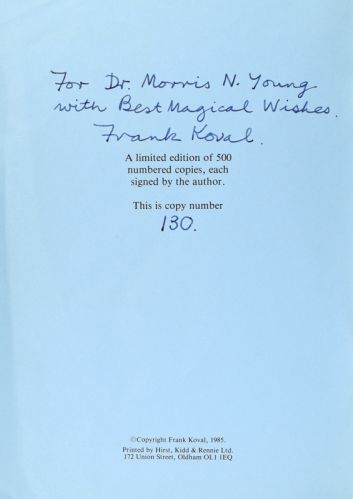 For Dr. Morris N. Young
with Best Magical Wishes.
Frank Koval.
A limited edition of 500
numbered copies, each
signed by the author.
This is copy number
130.
©Copyright Frank Koval, 1985.
Printed by Hirst, Kidd & Rennie Ltd.
172 Union Street, Oldham OL1 1EQ